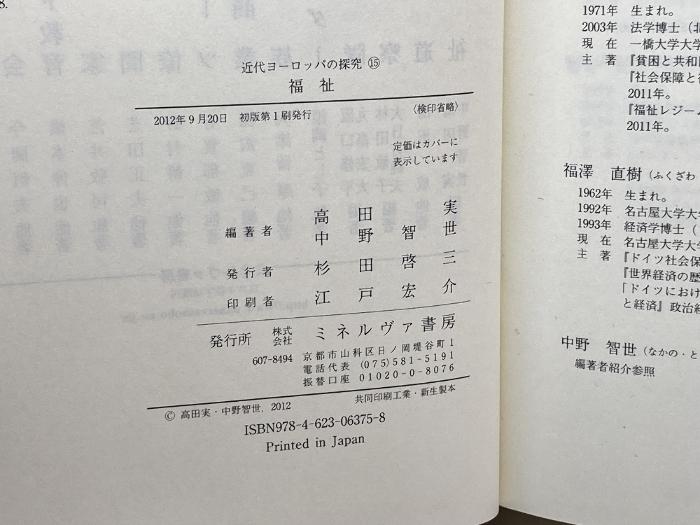 8.
近代ヨーロッパの探究⑮
福祉
2012年9月20日 初版第1刷発行 〈検印省略〉
定価はカバーに
表示しています
編著者 高田実
中野智世
発行者 杉田啓三
印刷者 江戸宏介
発行所 株式会社 ミネルヴァ書房
607-8494 京都市山科区日ノ岡堤谷町1
電話代表 (075)581-5191
振替口座 01020-0-8076
© 高田実・中野智世, 2012 共同印刷工業・新生製本
ISBN978-4-623-06375-8
Printed in Japan
1971年 生まれ。
2003年 法学博士(北
現在 一橋大学大学
主著 『貧困と共和
『社会保障と
2011年。
『福祉レジー
2011年。
福澤 直樹(ふくざわ
1962年 生まれ。
1992年 名古屋大学大
1993年 経済学博士(
現在 名古屋大学大学
主著 『ドイツ社会保
『世界経済の歴
「ドイツにおけ
と経済』政治経
中野 智世(なかの・と
編著者紹介参照